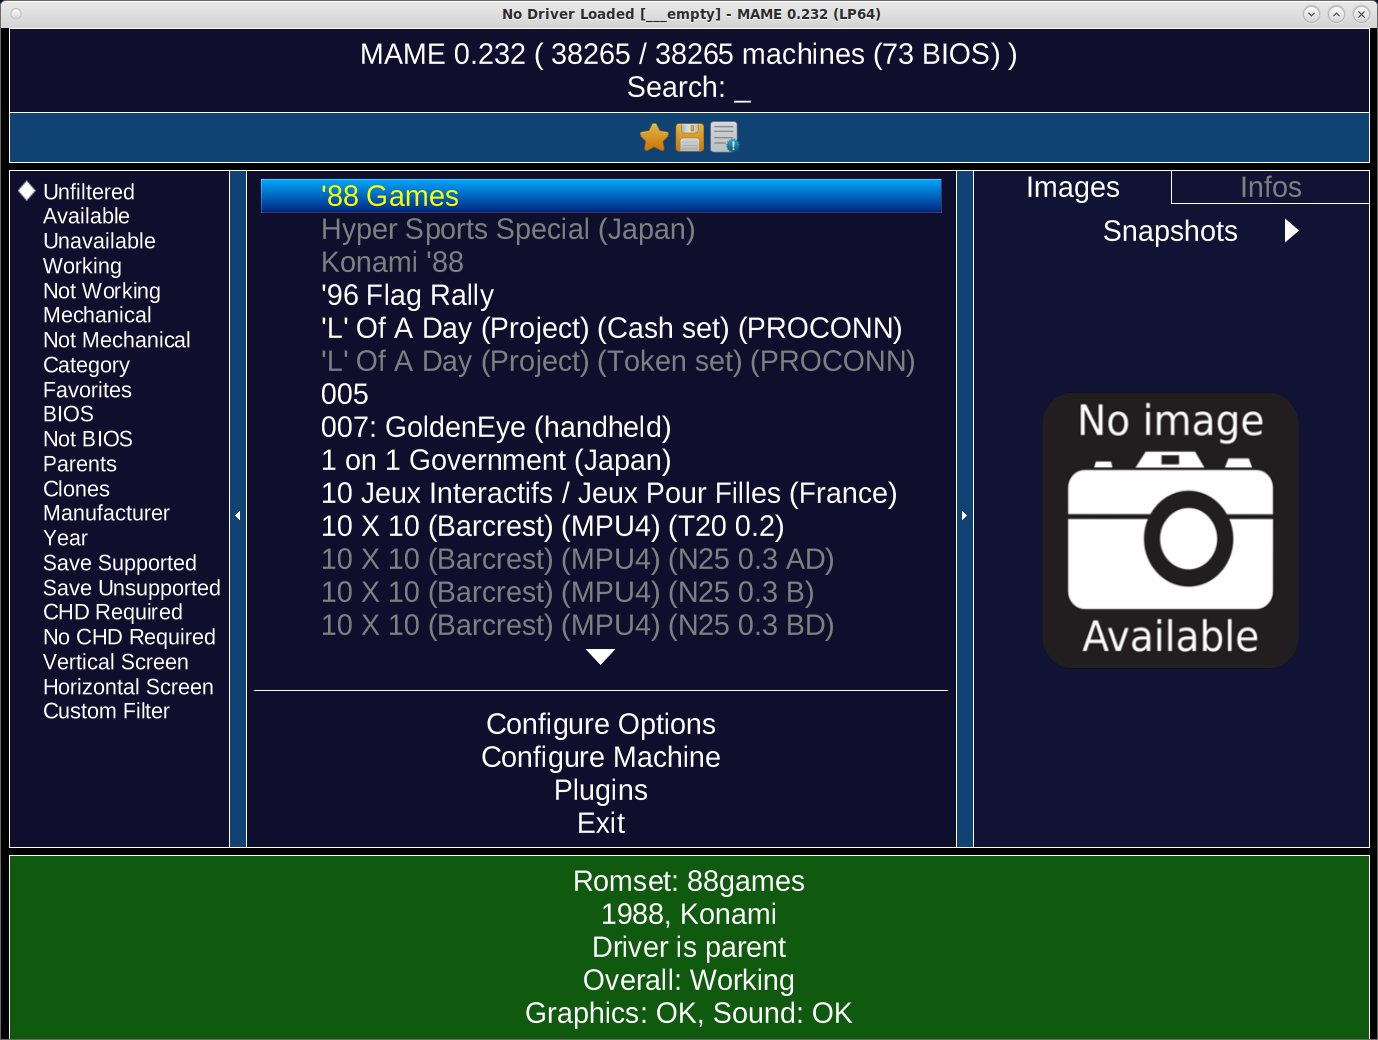 No Driver Loaded [___empty] - MAME 0.232 (LP64)
MAME 0.232 ( 38265 / 38265 machines (73 BIOS) )
Search: _
Unfiltered
Available
Unavailable
Working
Not Working
Mechanical
Not Mechanical
Category
Favorites
BIOS
Not BIOS
Parents
Clones
Manufacturer
Year
Save Supported
Save Unsupported
CHD Required
No CHD Required
Vertical Screen
Horizontal Screen
Custom Filter
'88 Games
Hyper Sports Special (Japan)
Konami '88
'96 Flag Rally
'L' Of A Day (Project) (Cash set) (PROCONN)
'L' Of A Day (Project) (Token set) (PROCONN)
005
007: GoldenEye (handheld)
1 on 1 Government (Japan)
10 Jeux Interactifs / Jeux Pour Filles (France)
10 X 10 (Barcrest) (MPU4) (T20 0.2)
10 X 10 (Barcrest) (MPU4) (N25 0.3 AD)
10 X 10 (Barcrest) (MPU4) (N25 0.3 B)
10 X 10 (Barcrest) (MPU4) (N25 0.3 BD)
Configure Options
Configure Machine
Plugins
Exit
Images Infos
Snapshots
No image
Available
Romset: 88games
1988, Konami
Driver is parent
Overall: Working
Graphics: OK, Sound: OK